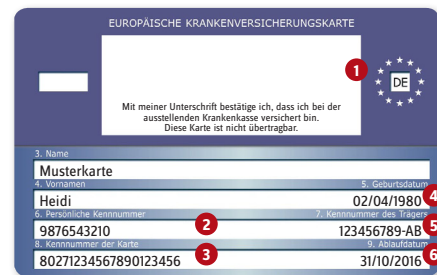 EUROPÄISCHE KRANKENVERSICHERUNGSKARTE
1
DE
Mit meiner Unterschrift bestätige ich, dass ich bei der
ausstellenden Krankenkasse versichert bin.
Diese Karte ist nicht übertragbar.
3. Name
Musterkarte
4. Vornamen 5. Geburtsdatum
Heidi 02/04/1980 4
6. Persönliche Kennnummer 2 7. Kennnummer des Trägers
9876543210 123456789-AB 5
8. Kennnummer der Karte 3 9. Ablaufdatum
80271234567890123456 31/10/2016 6